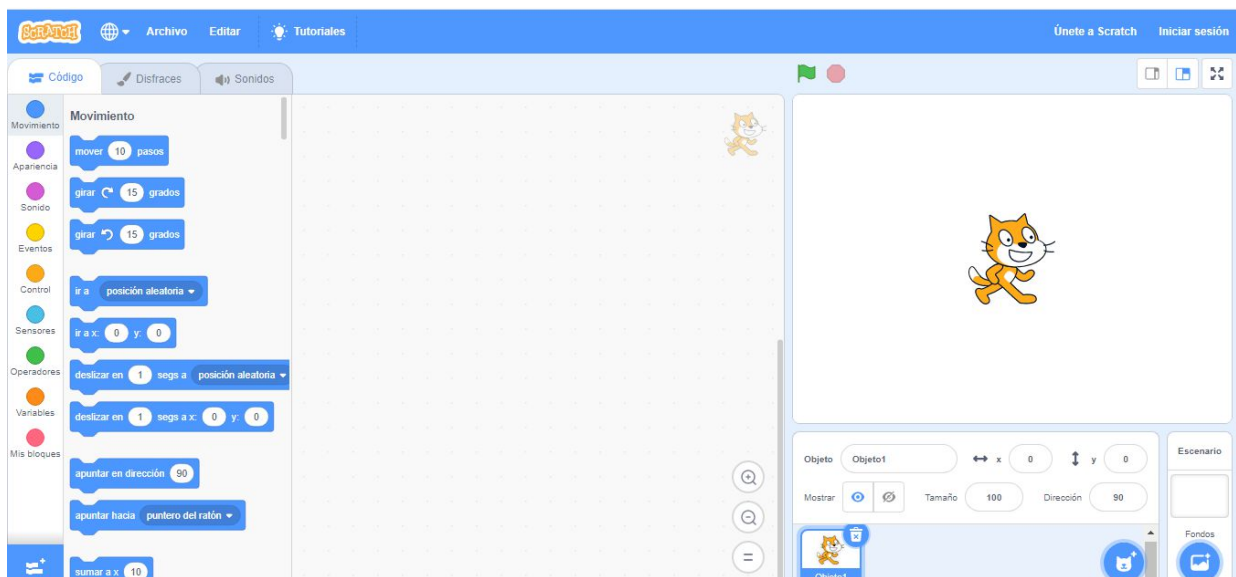 SCRATCH Archivo Editar Tutoriales Únete a Scratch Iniciar sesión
Código Disfraces Sonidos
Movimiento
Apariencia
Sonido
Eventos
Control
Sensores
Operadores
Variables
Mis bloques
Movimiento
mover 10 pasos
girar 15 grados
girar 15 grados
ir a posición aleatoria
ir a x: 0 y: 0
deslizar en 1 segs a posición aleatoria
deslizar en 1 segs a x: 0 y: 0
apuntar en dirección 90
apuntar hacia puntero del ratón
sumar a x 10
Objeto Objeto1 x 0 y 0
Mostrar Tamaño 100 Dirección 90
Objeto1
Escenario
Fondos